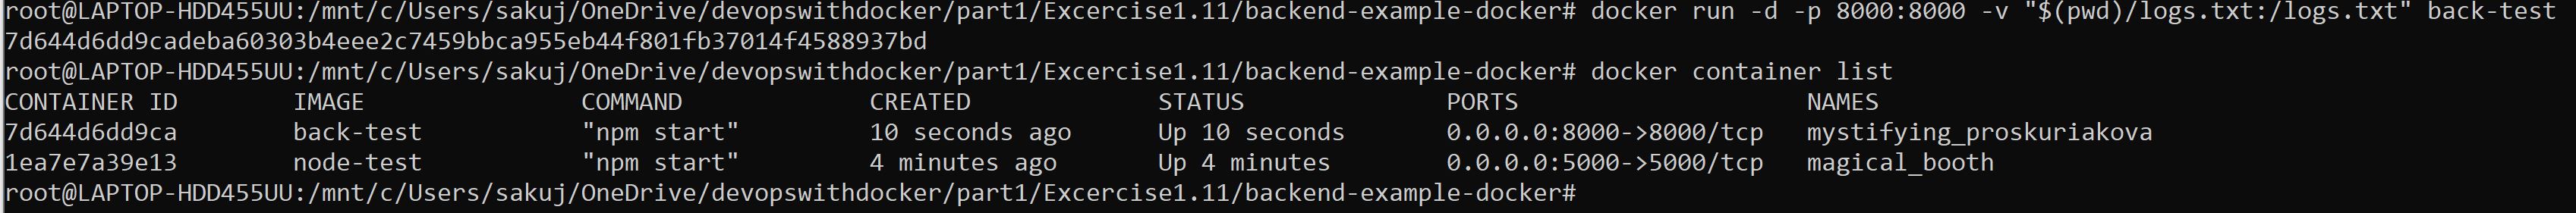 root@LAPTOP-HDD455UU:/mnt/c/Users/sakuj/OneDrive/devopswithdocker/part1/Excercise1.11/backend-example-docker# docker run -d -p 8000:8000 -v "$(pwd)/logs.txt:/logs.txt" back-test
7d644d6dd9cadeba60303b4eee2c7459bbca955eb44f801fb37014f4588937bd
root@LAPTOP-HDD455UU:/mnt/c/Users/sakuj/OneDrive/devopswithdocker/part1/Excercise1.11/backend-example-docker# docker container list
CONTAINER ID        IMAGE               COMMAND             CREATED             STATUS              PORTS                    NAMES
7d644d6dd9ca        back-test           "npm start"         10 seconds ago      Up 10 seconds       0.0.0.0:8000->8000/tcp   mystifying_proskuriakova
1ea7e7a39e13        node-test           "npm start"         4 minutes ago       Up 4 minutes        0.0.0.0:5000->5000/tcp   magical_booth
root@LAPTOP-HDD455UU:/mnt/c/Users/sakuj/OneDrive/devopswithdocker/part1/Excercise1.11/backend-example-docker#